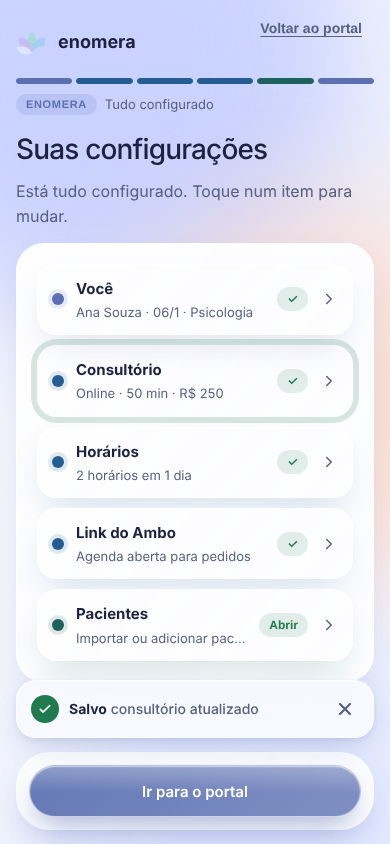 enomera
Voltar ao portal
ENOMERA Tudo configurado
Suas configurações
Está tudo configurado. Toque num item para
mudar.
Você
Ana Souza · 06/1 · Psicologia
Consultório
Online · 50 min · R$ 250
Horários
2 horários em 1 dia
Link do Ambo
Agenda aberta para pedidos
Pacientes
Importar ou adicionar pac...
Abrir
Salvo consultório atualizado
Ir para o portal